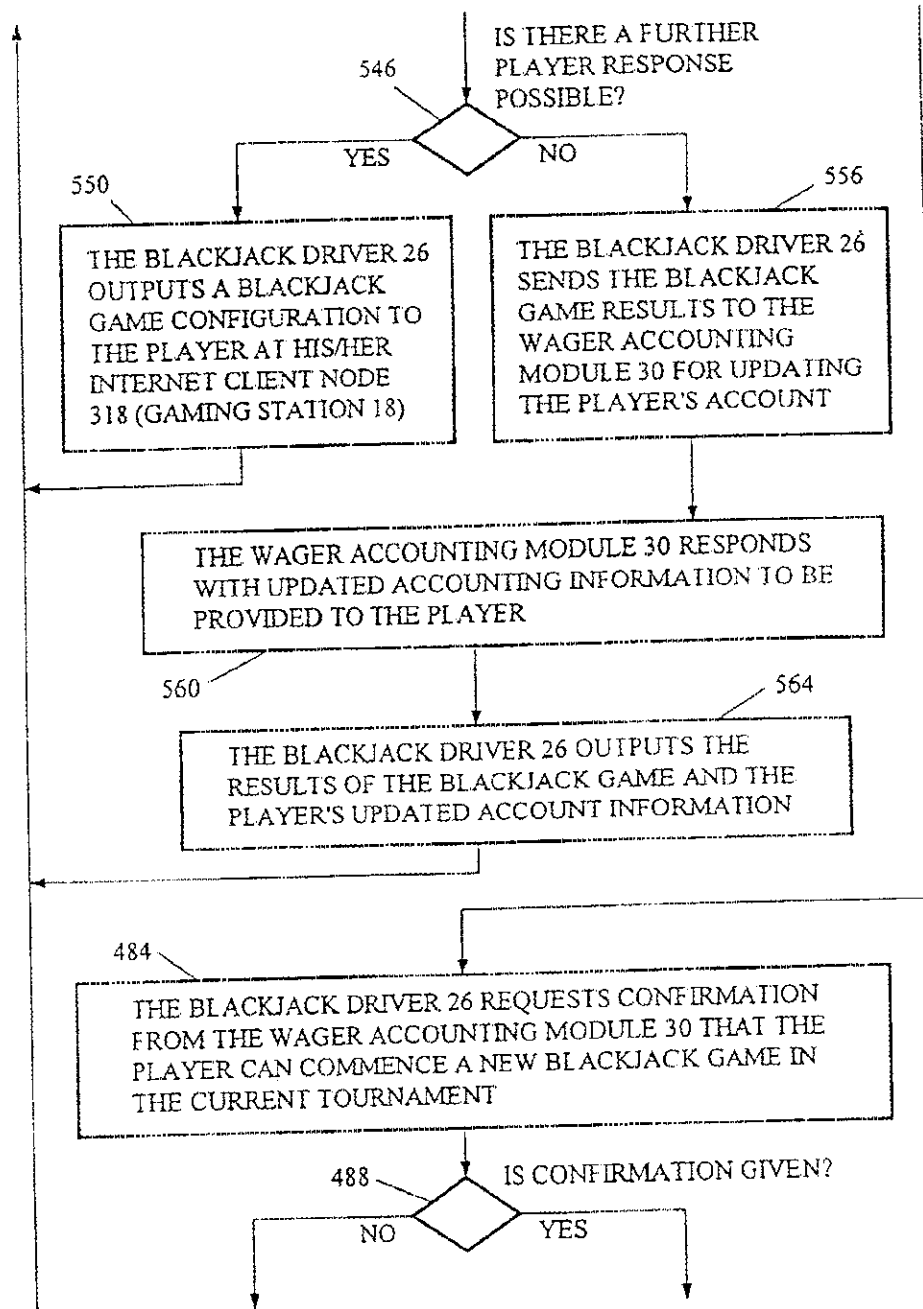 IS THERE A FURTHER
PLAYER RESPONSE
POSSIBLE?
546
YES
NO
550
THE BLACKJACK DRIVER 26
OUTPUTS A BLACKJACK
GAME CONFIGURATION TO
THE PLAYER AT HIS/HER
INTERNET CLIENT NODE
318 (GAMING STATION 18)
556
THE BLACKJACK DRIVER 26
SENDS THE BLACKJACK
GAME RESULTS TO THE
WAGER ACCOUNTING
MODULE 30 FOR UPDATING
THE PLAYER'S ACCOUNT
THE WAGER ACCOUNTING MODULE 30 RESPONDS
WITH UPDATED ACCOUNTING INFORMATION TO BE
PROVIDED TO THE PLAYER
560
564
THE BLACKJACK DRIVER 26 OUTPUTS THE
RESULTS OF THE BLACKJACK GAME AND THE
PLAYER'S UPDATED ACCOUNT INFORMATION
484
THE BLACKJACK DRIVER 26 REQUESTS CONFIRMATION
FROM THE WAGER ACCOUNTING MODULE 30 THAT THE
PLAYER CAN COMMENCE A NEW BLACKJACK GAME IN
THE CURRENT TOURNAMENT
488
IS CONFIRMATION GIVEN?
NO
YES